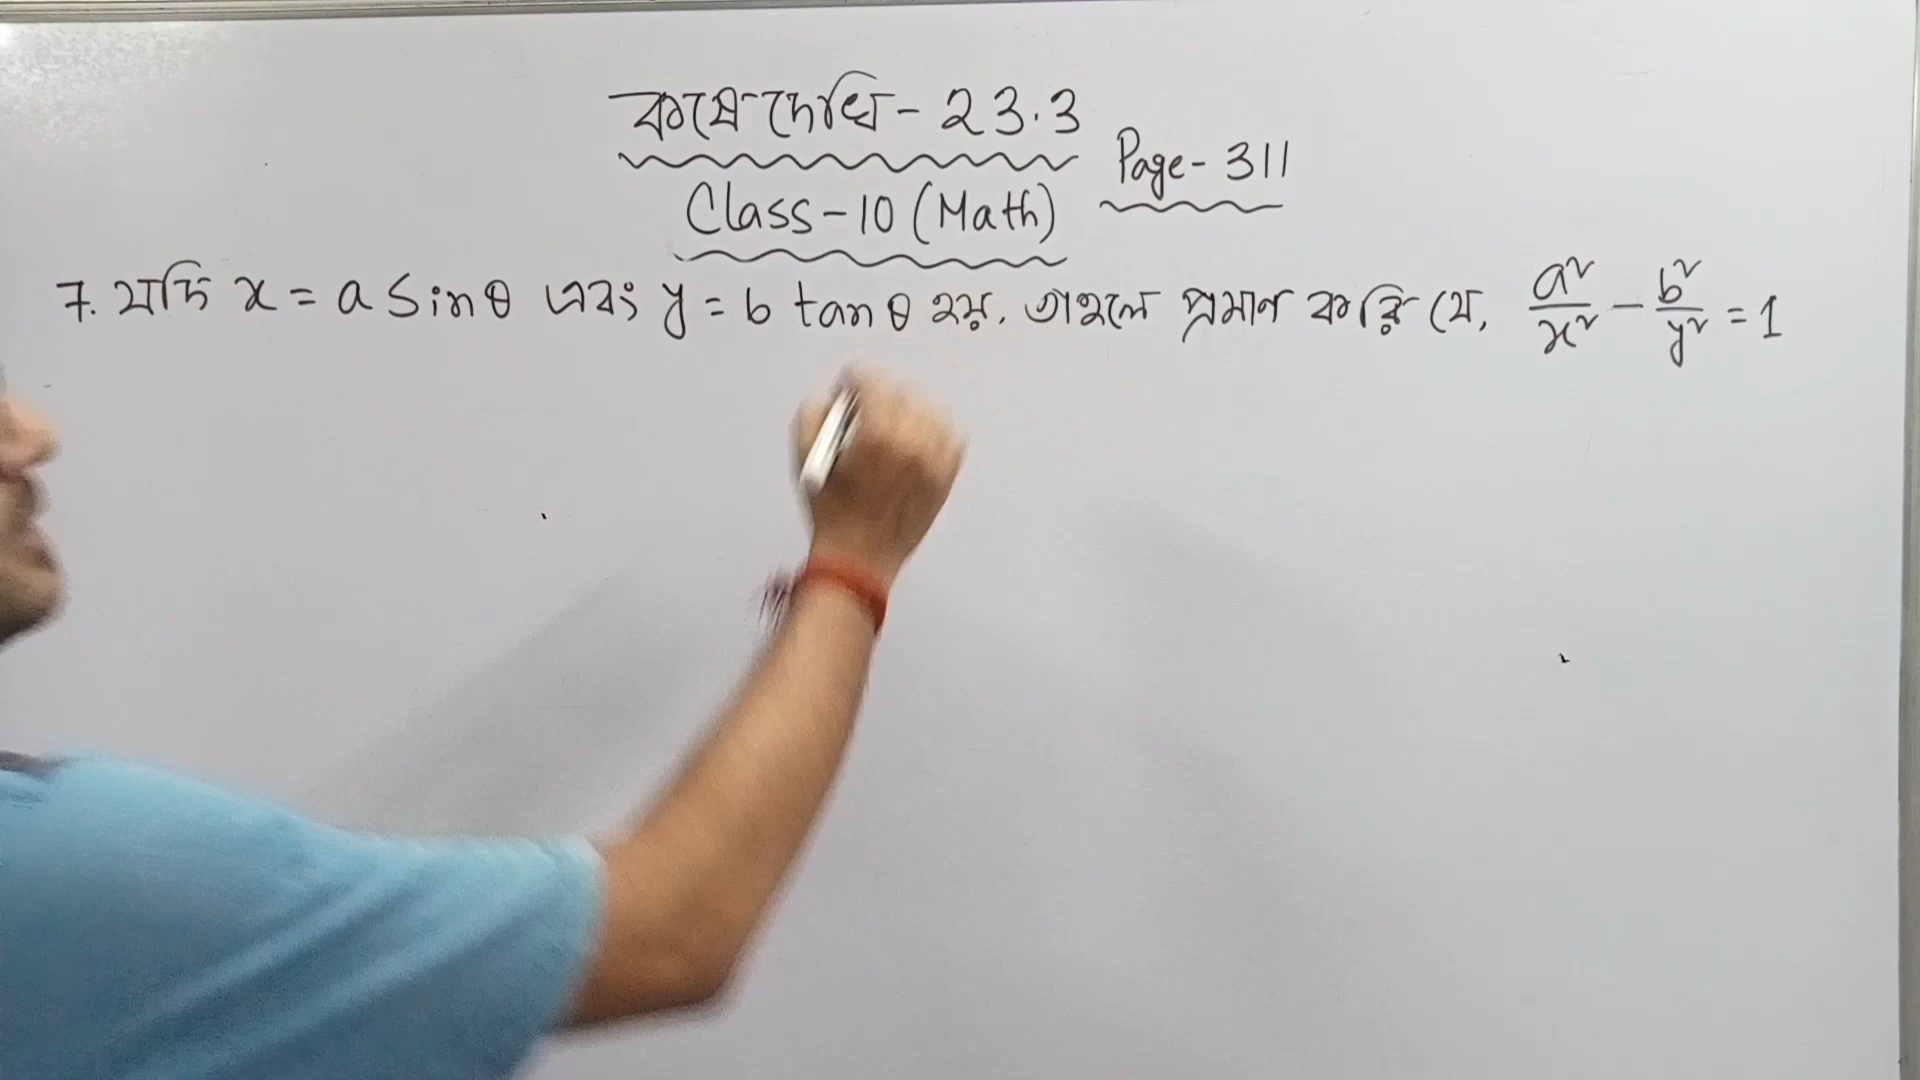 কষে দেখি - 23.3
Page - 311
Class - 10 (Math)
7. যদি x = a sinθ এবং y = b tanθ হয়, তাহলে প্রমাণ করি যে, a²/x² - b²/y² = 1